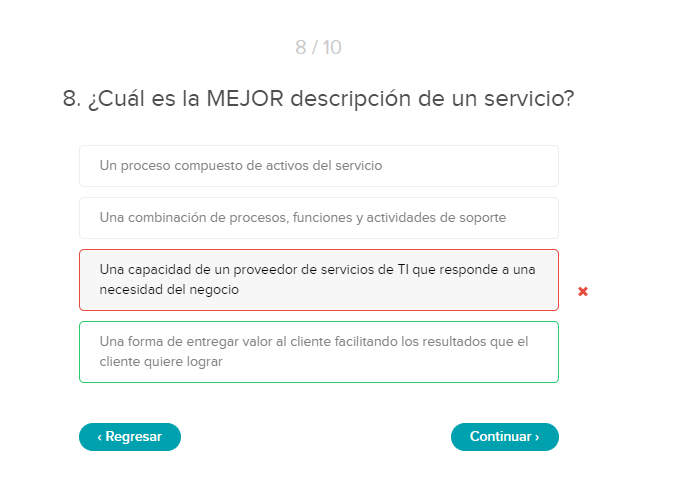 8 / 10
8. ¿Cuál es la MEJOR descripción de un servicio?
Un proceso compuesto de activos del servicio
Una combinación de procesos, funciones y actividades de soporte
Una capacidad de un proveedor de servicios de TI que responde a una
necesidad del negocio
Una forma de entregar valor al cliente facilitando los resultados que el
cliente quiere lograr
‹ Regresar
Continuar ›